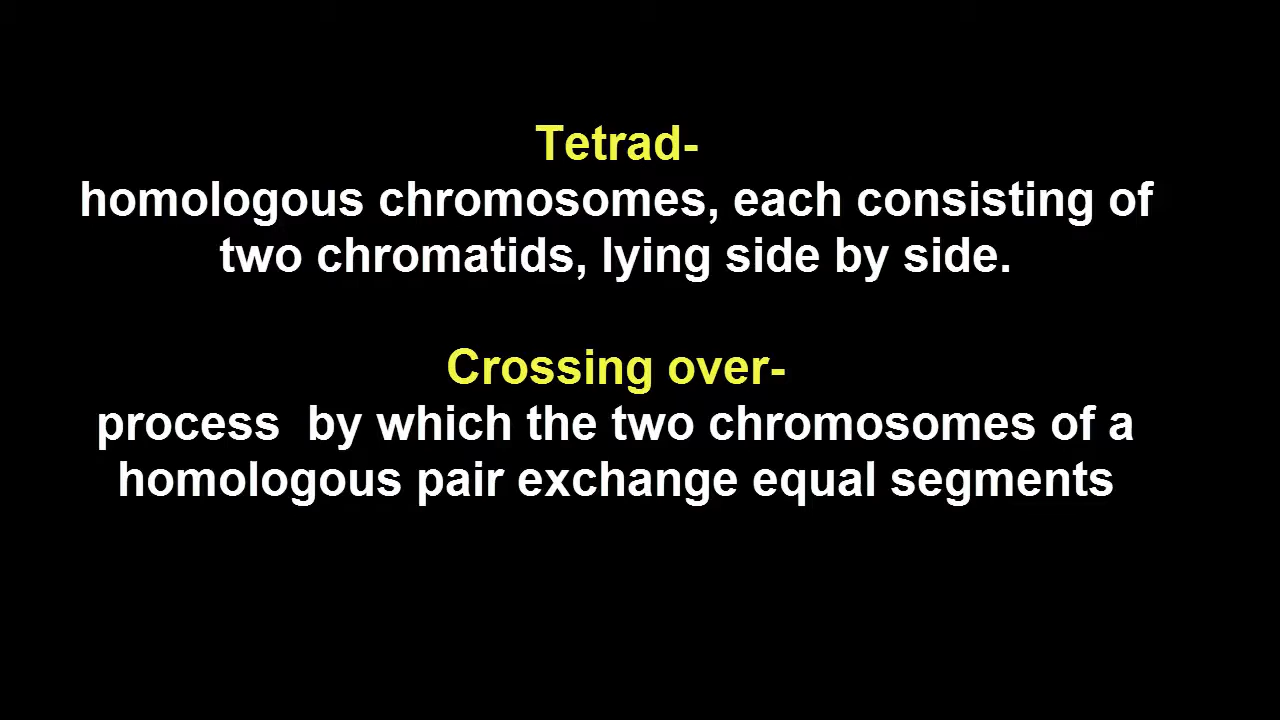 Tetrad-
homologous chromosomes, each consisting of
two chromatids, lying side by side.
Crossing over-
process  by which the two chromosomes of a
homologous pair exchange equal segments